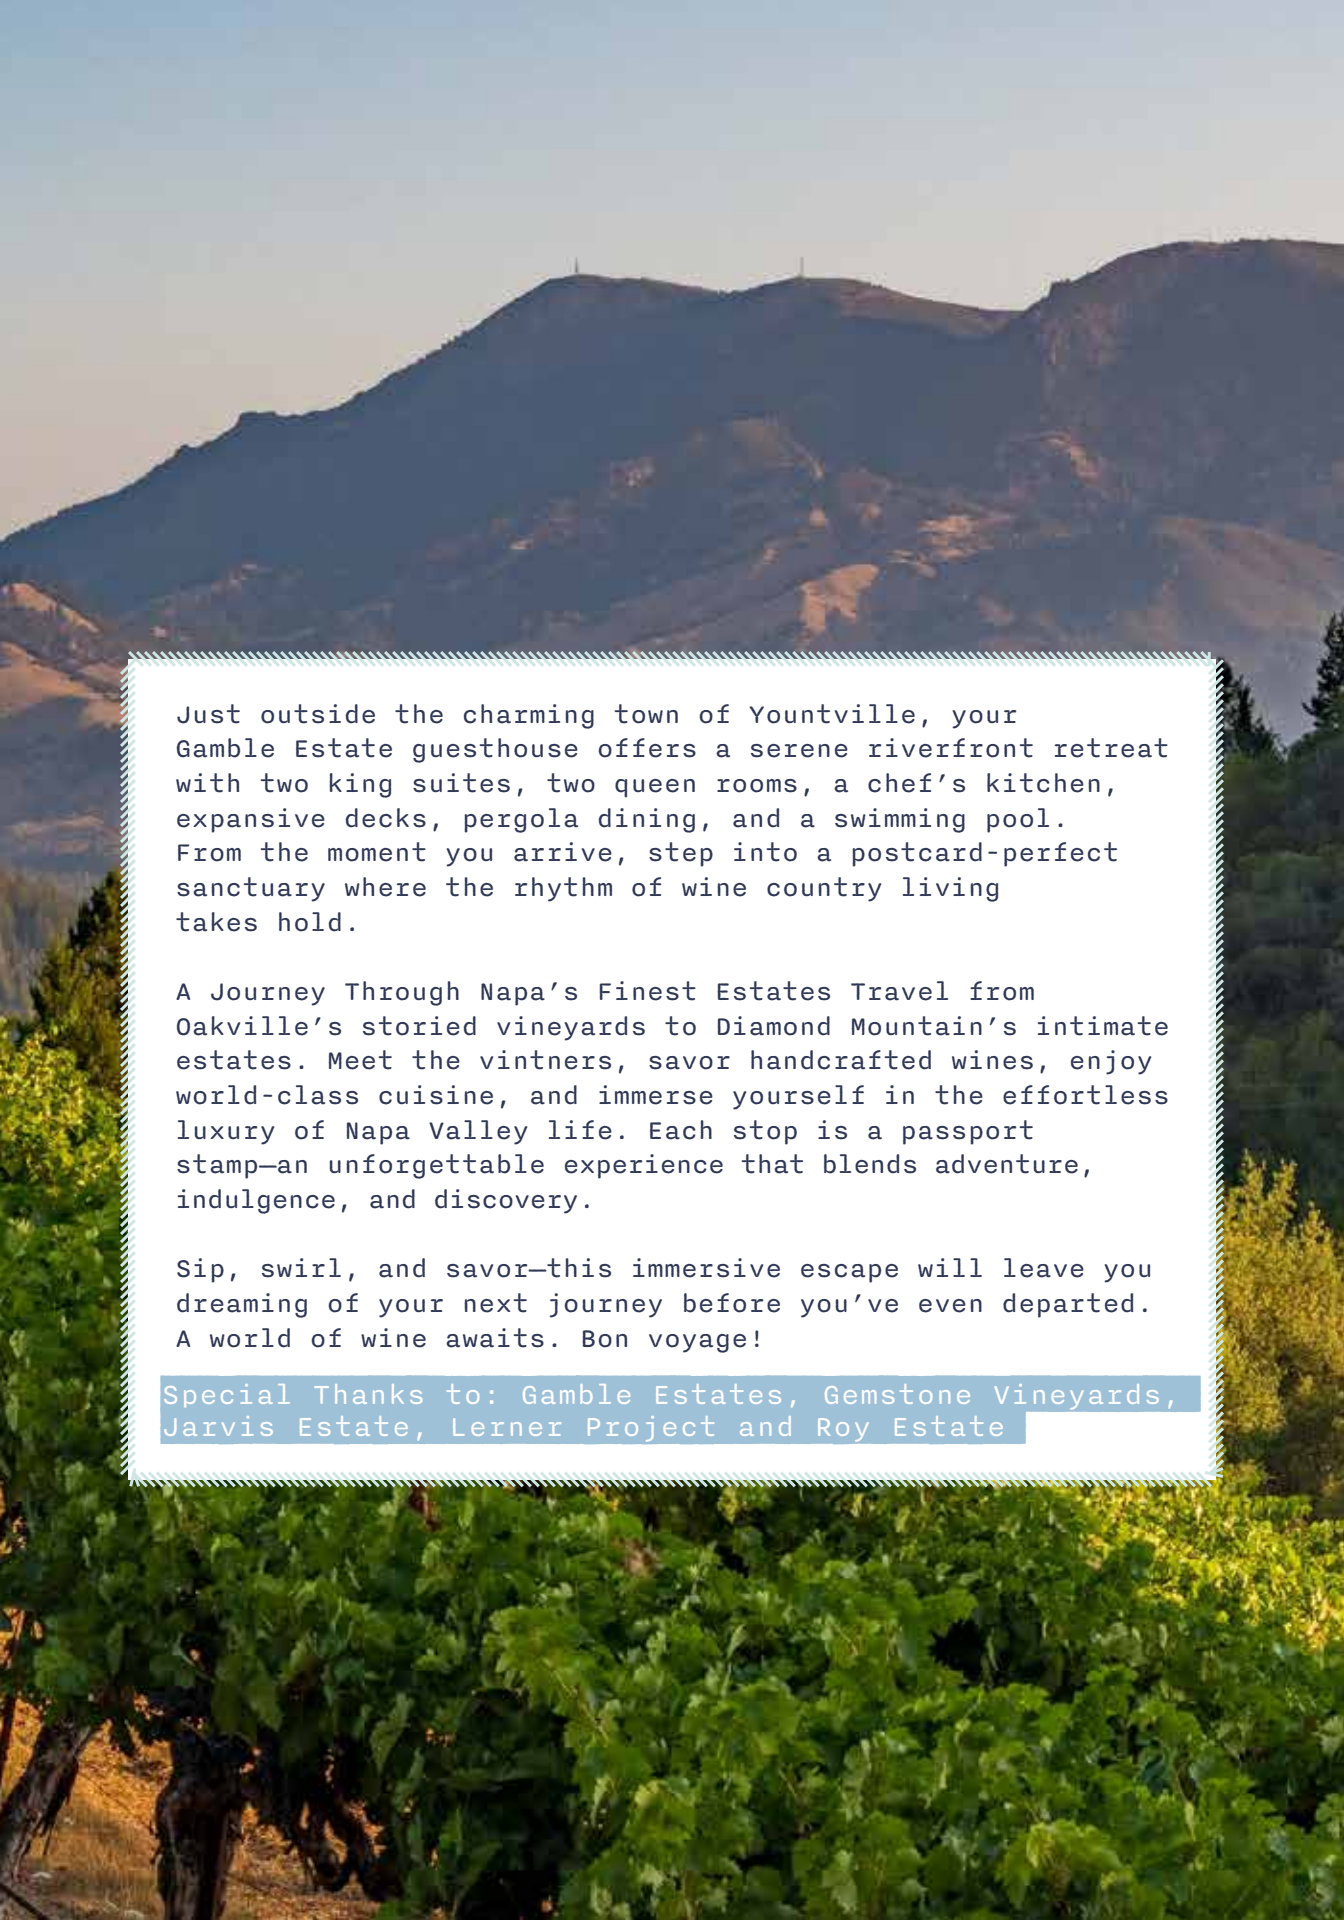 Just outside the charming town of Yountville, your
Gamble Estate guesthouse offers a serene riverfront retreat
with two king suites, two queen rooms, a chef’s kitchen,
expansive decks, pergola dining, and a swimming pool.
From the moment you arrive, step into a postcard-perfect
sanctuary where the rhythm of wine country living
takes hold.
A Journey Through Napa’s Finest Estates Travel from
Oakville’s storied vineyards to Diamond Mountain’s intimate
estates. Meet the vintners, savor handcrafted wines, enjoy
world-class cuisine, and immerse yourself in the effortless
luxury of Napa Valley life. Each stop is a passport
stamp—an unforgettable experience that blends adventure,
indulgence, and discovery.
Sip, swirl, and savor—this immersive escape will leave you
dreaming of your next journey before you’ve even departed.
A world of wine awaits. Bon voyage!
Special Thanks to: Gamble Estates, Gemstone Vineyards,
Jarvis Estate, Lerner Project and Roy Estate